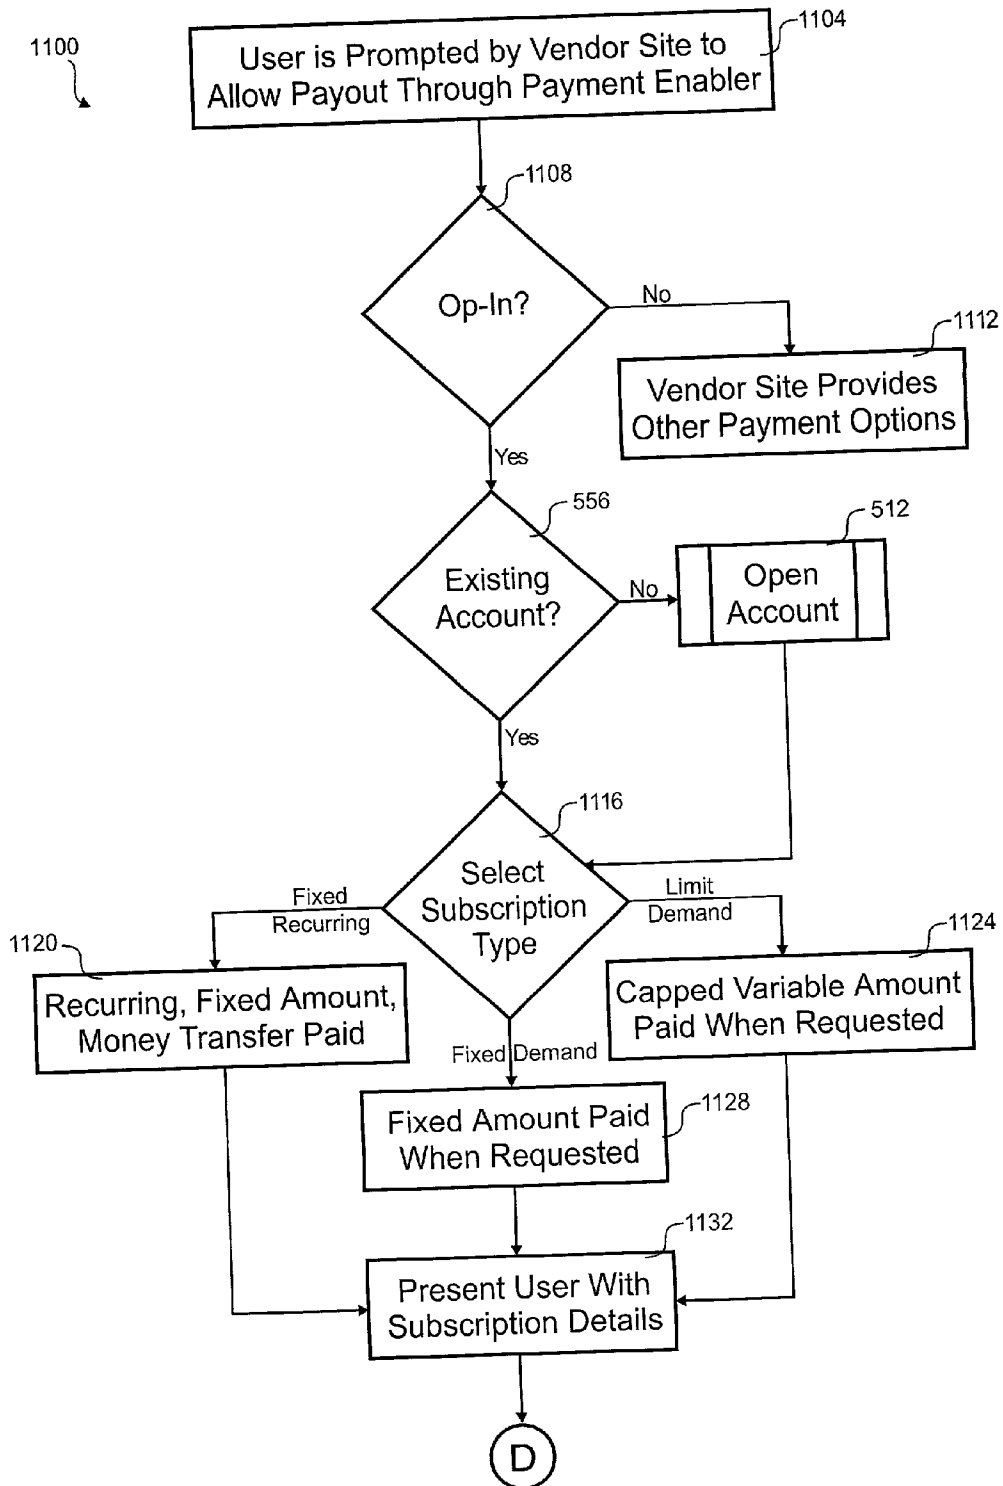 1100
1104
User is Prompted by Vendor Site to
Allow Payout Through Payment Enabler
1108
Op-In?
No
1112
Vendor Site Provides
Other Payment Options
Yes
556
Existing
Account?
No
512
Open
Account
Yes
1116
Select
Subscription
Type
Fixed
Recurring
Limit
Demand
1120
Recurring, Fixed Amount,
Money Transfer Paid
1124
Capped Variable Amount
Paid When Requested
Fixed Demand
1128
Fixed Amount Paid
When Requested
1132
Present User With
Subscription Details
D